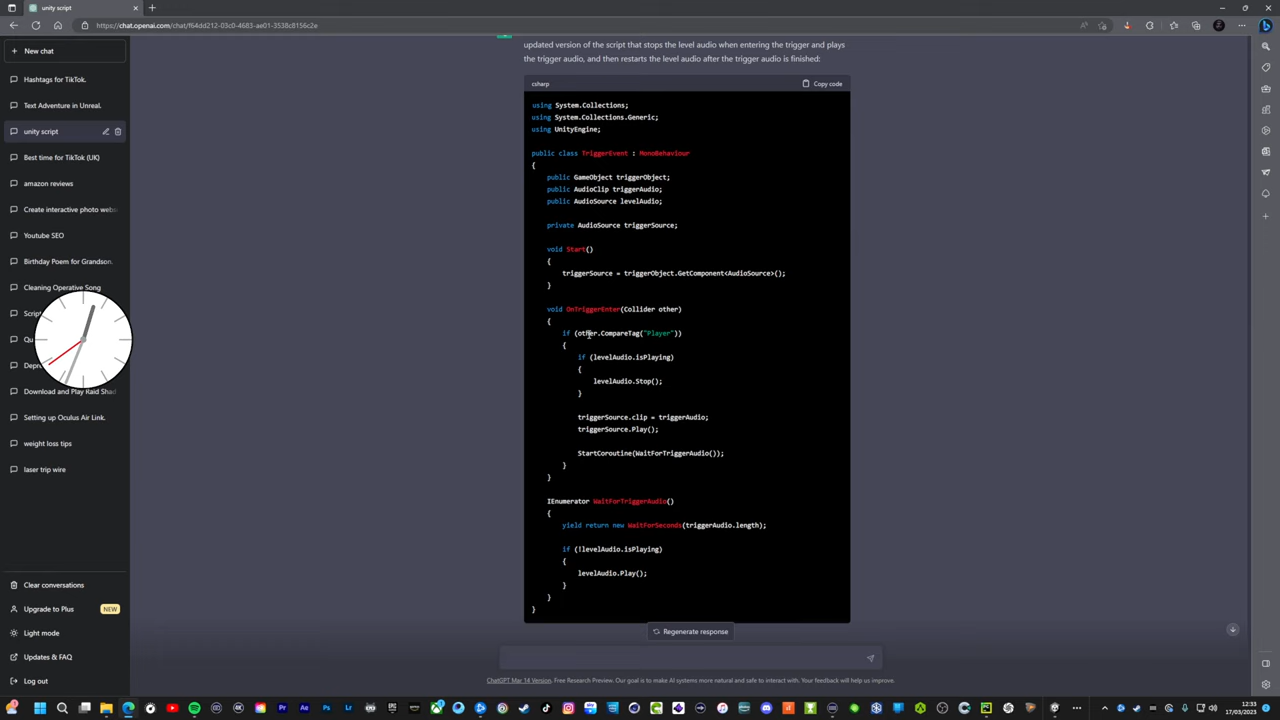 unity script
https://chat.openai.com/chat/f64dd212-03c0-4683-ae01-3538c8156c2e
New chat
Hashtags for TikTok.
Text Adventure in Unreal.
unity script
Best time for TikTok (UK)
amazon reviews
Create interactive photo web
Youtube SEO
Birthday Poem for Grandson.
Cleaning Operative Song
Download and Play Raid Shad
Setting up Oculus Air Link.
weight loss tips
laser trip wire
Clear conversations
Upgrade to Plus NEW
Light mode
Updates & FAQ
Log out
updated version of the script that stops the level audio when entering the trigger and plays
the trigger audio, and then restarts the level audio after the trigger audio is finished:
csharp Copy code
using System.Collections;
using System.Collections.Generic;
using UnityEngine;
public class TriggerEvent : MonoBehaviour
{
public GameObject triggerObject;
public AudioClip triggerAudio;
public AudioSource levelAudio;
private AudioSource triggerSource;
void Start()
{
triggerSource = triggerObject.GetComponent<AudioSource>();
}
void OnTriggerEnter(Collider other)
{
if (other.CompareTag("Player"))
{
if (levelAudio.isPlaying)
{
levelAudio.Stop();
}
triggerSource.clip = triggerAudio;
triggerSource.Play();
StartCoroutine(WaitForTriggerAudio());
}
}
IEnumerator WaitForTriggerAudio()
{
yield return new WaitForSeconds(triggerAudio.length);
if (!levelAudio.isPlaying)
{
levelAudio.Play();
}
}
}
Regenerate response
ChatGPT Mar 14 Version. Free Research Preview. Our goal is to make AI systems more natural and safe to interact with. Your feedback will help us improve.
12:33
17/03/2023